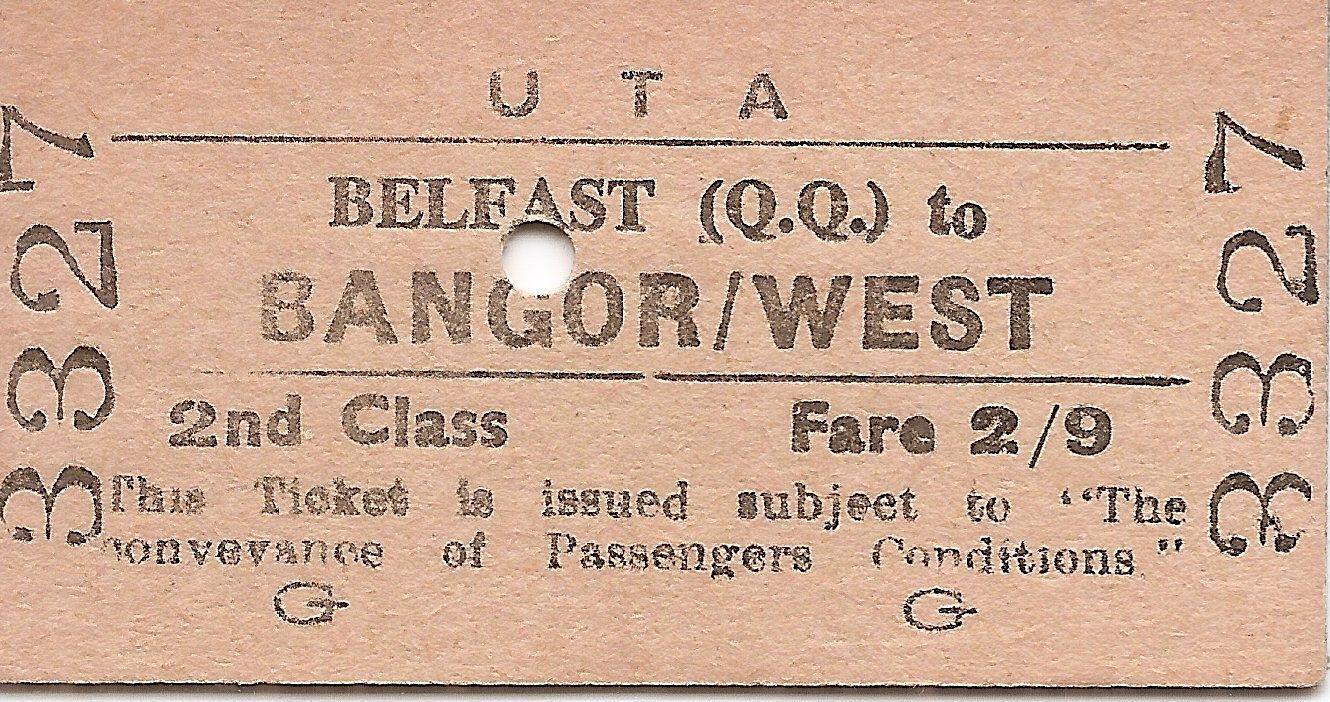 U T A
BELFAST (Q.Q.) to
BANGOR/WEST
2nd Class Fare 2/9
This Ticket is issued subject to "The
conveyance of Passengers Conditions"
G G
3327
3327